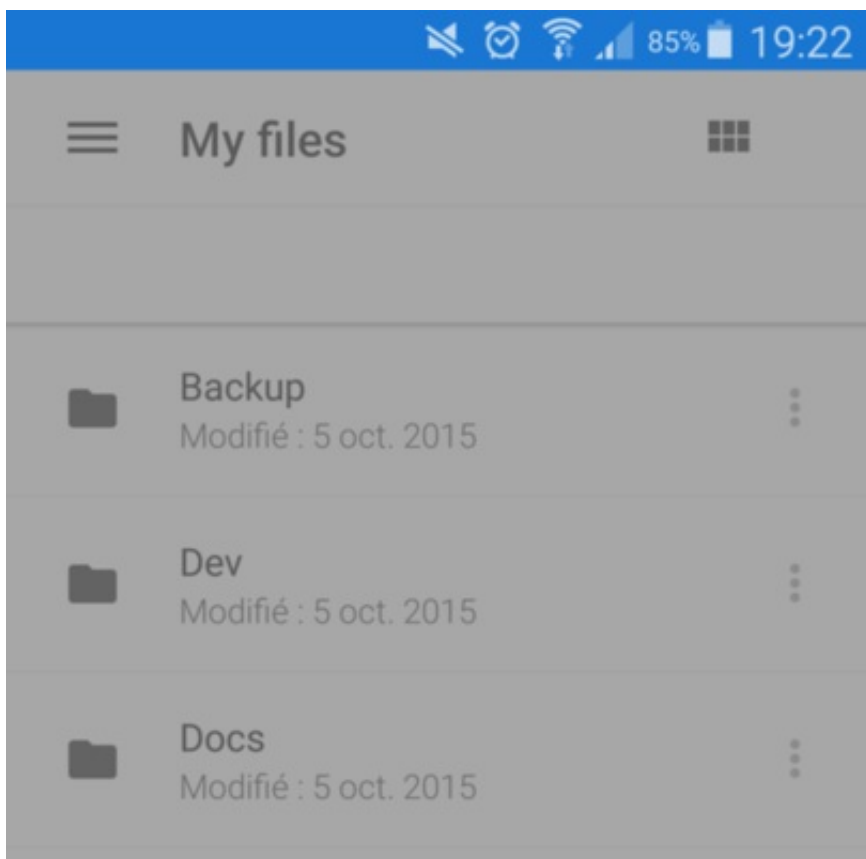 85% 19:22
My files
Backup
Modifié : 5 oct. 2015
Dev
Modifié : 5 oct. 2015
Docs
Modifié : 5 oct. 2015